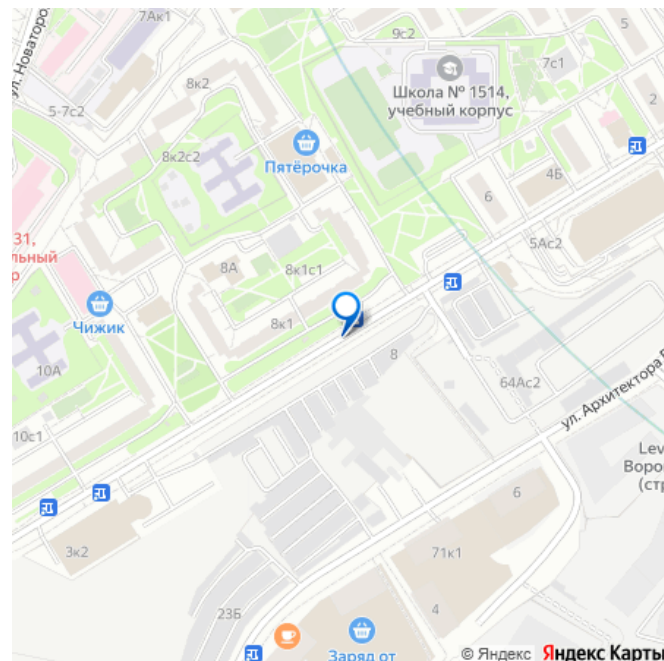 7Ак1
ул. Новаторо
9с2
7с1
Школа № 1514,
учебный корпус
8к2
2
5-7с2
8к2с2
Пятёрочка
4Б
6
31,
льный
р
5Ас2
8А
8к1с1
Чижик
8к1
8
10А
64Ас2
ул. Архитектора В
10с1
Lev
Воро
(стр
6
3к2
71к1
23Б
4
Заряд от
© Яндекс Яндекс Карты